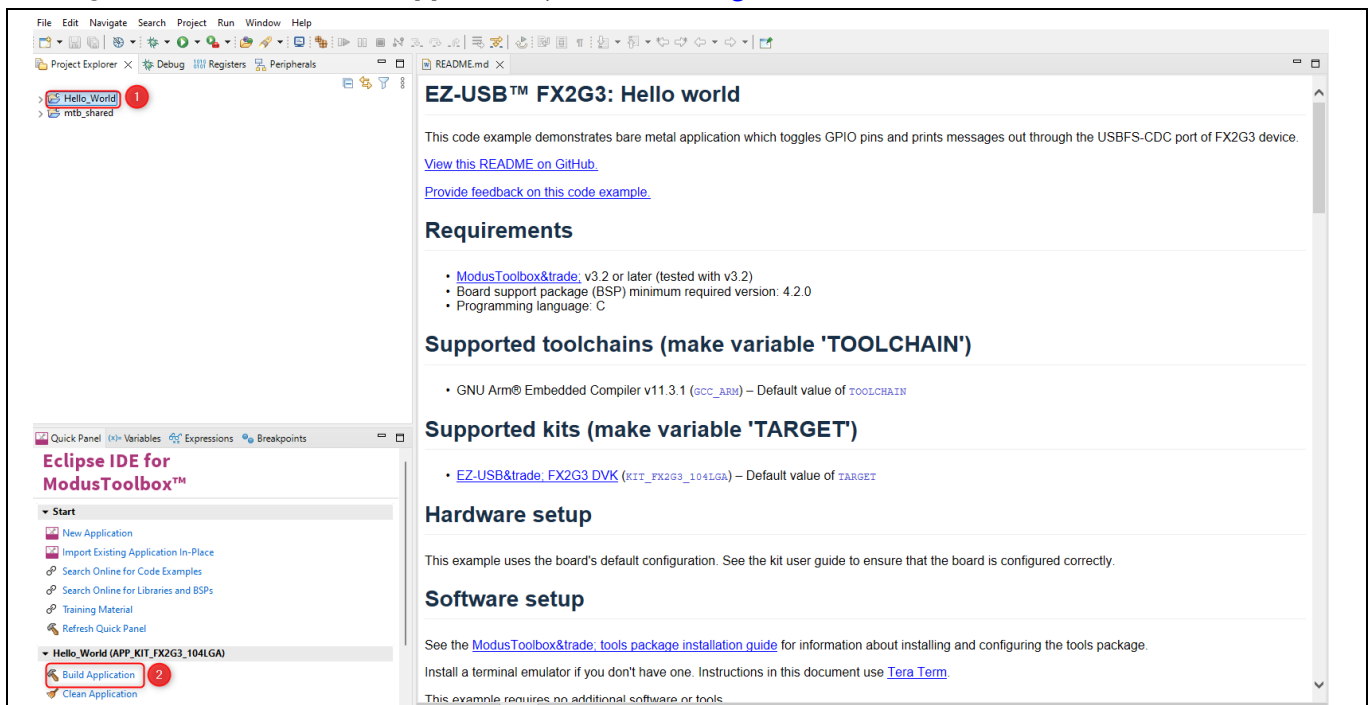 File Edit Navigate Search Project Run Window Help
Project Explorer Debug Registers Peripherals
Hello_World 1
mtb_shared
Quick Panel (x)= Variables Expressions Breakpoints
Eclipse IDE for
ModusToolbox™
Start
New Application
Import Existing Application In-Place
Search Online for Code Examples
Search Online for Libraries and BSPs
Training Material
Refresh Quick Panel
Hello_World (APP_KIT_FX2G3_104LGA)
Build Application 2
Clean Application
README.md
EZ-USB™ FX2G3: Hello world
This code example demonstrates bare metal application which toggles GPIO pins and prints messages out through the USBFS-CDC port of FX2G3 device.
View this README on GitHub.
Provide feedback on this code example.
Requirements
• ModusToolbox&trade; v3.2 or later (tested with v3.2)
• Board support package (BSP) minimum required version: 4.2.0
• Programming language: C
Supported toolchains (make variable 'TOOLCHAIN')
• GNU Arm® Embedded Compiler v11.3.1 (GCC_ARM) – Default value of TOOLCHAIN
Supported kits (make variable 'TARGET')
• EZ-USB&trade; FX2G3 DVK (KIT_FX2G3_104LGA) – Default value of TARGET
Hardware setup
This example uses the board's default configuration. See the kit user guide to ensure that the board is configured correctly.
Software setup
See the ModusToolbox&trade; tools package installation guide for information about installing and configuring the tools package.
Install a terminal emulator if you don't have one. Instructions in this document use Tera Term.
This example requires no additional software or tools.